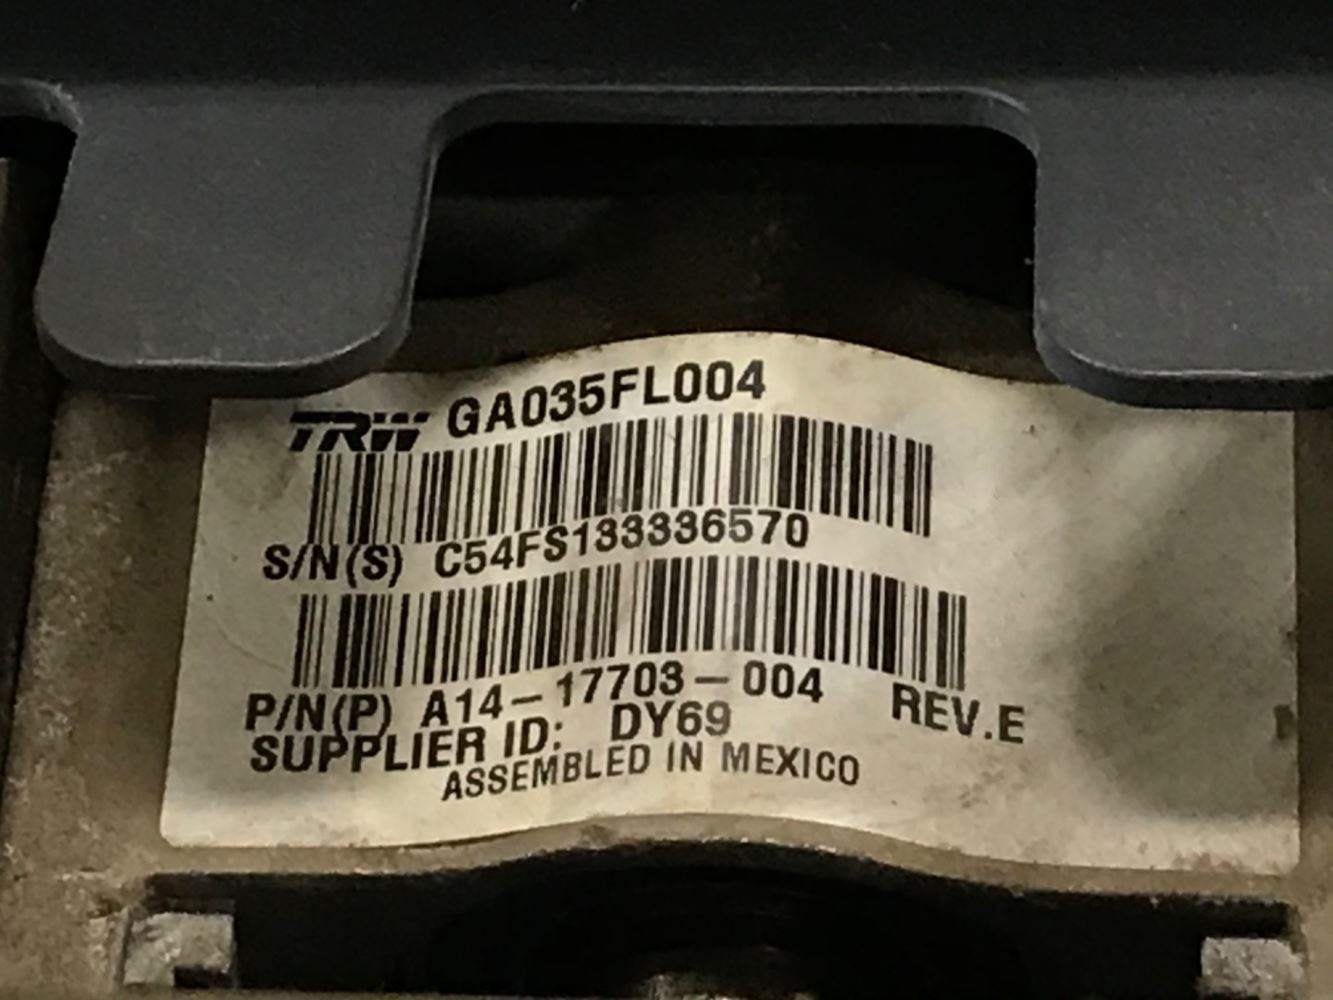 TRW GA035FL004
S/N(S) C54FS133336570
P/N(P) A14-17703-004 REV.E
SUPPLIER ID: DY69
ASSEMBLED IN MEXICO